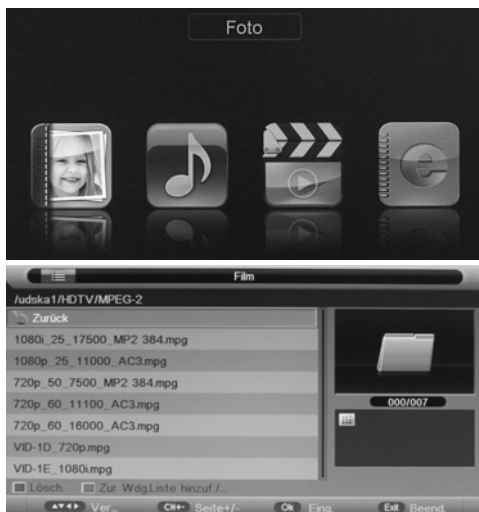 Foto
Film
/udska1/HDTV/MPEG-2
Zurück
1080i_25_17500_MP2 384.mpg
1080p_25_11000_AC3.mpg
720p_50_7500_MP2 384.mpg
720p_60_11100_AC3.mpg
720p_60_16000_AC3.mpg
VID-1D_720p.mpg
VID-1E_1080i.mpg
000/007
Lösch. Zur Wdg.Liste hinzuf./...
▲▼◄► Ver... CH+- Seite+/- Ok Eing. Exit Beend.